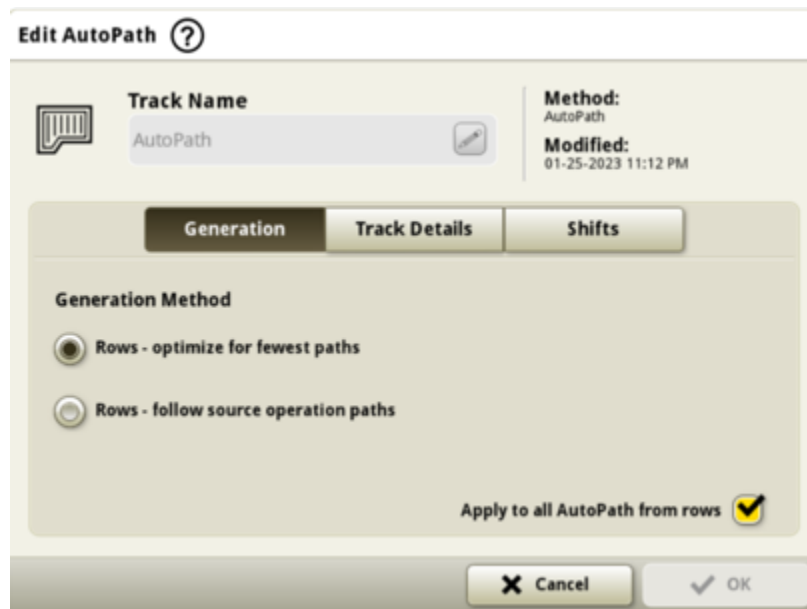 Edit AutoPath ?
Track Name
AutoPath
Method:
AutoPath
Modified:
01-25-2023 11:12 PM
Generation
Track Details
Shifts
Generation Method
Rows - optimize for fewest paths
Rows - follow source operation paths
Apply to all AutoPath from rows
Cancel
OK